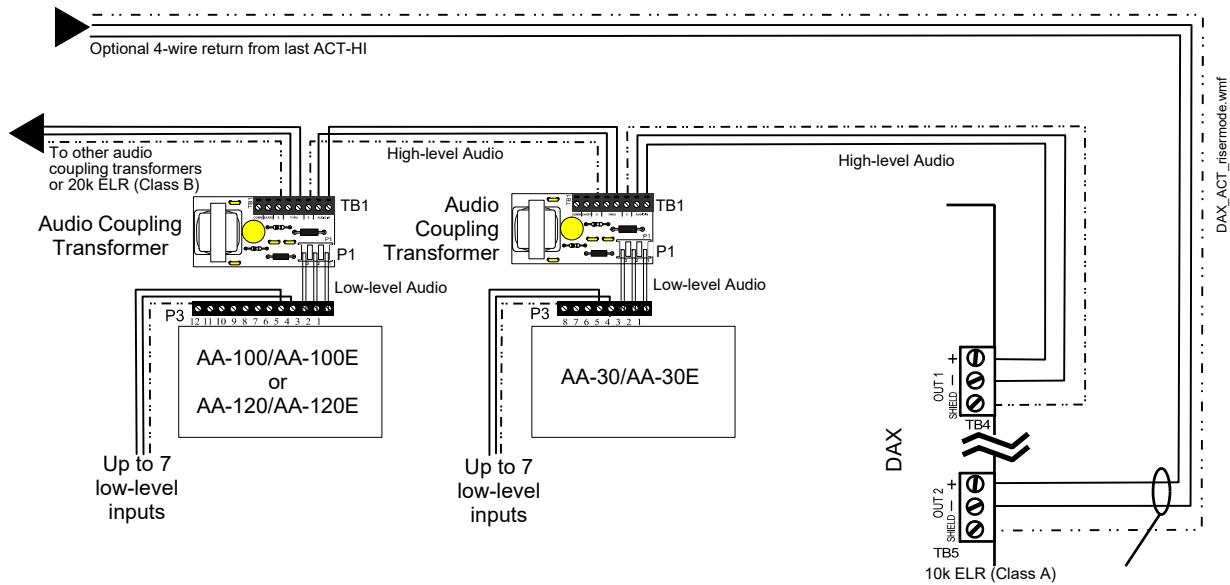 Optional 4-wire return from last ACT-HI
DAX_ACT_risermode.wmf
To other audio
coupling transformers
or 20k ELR (Class B)
High-level Audio
High-level Audio
TB1
TB1
Audio Coupling
Transformer
P1
P1
TB1
TB1
Audio
Coupling
Transformer
P1
P1
Low-level Audio
Low-level Audio
P3
12 11 10 9 8 7 6 5 4 3 2 1
P3
8 7 6 5 4 3 2 1
AA-100/AA-100E
or
AA-120/AA-120E
AA-30/AA-30E
Up to 7
low-level
inputs
Up to 7
low-level
inputs
DAX
+
OUT 1 –
SHIELD
TB4
+
OUT 2 –
SHIELD
TB5
10k ELR (Class A)